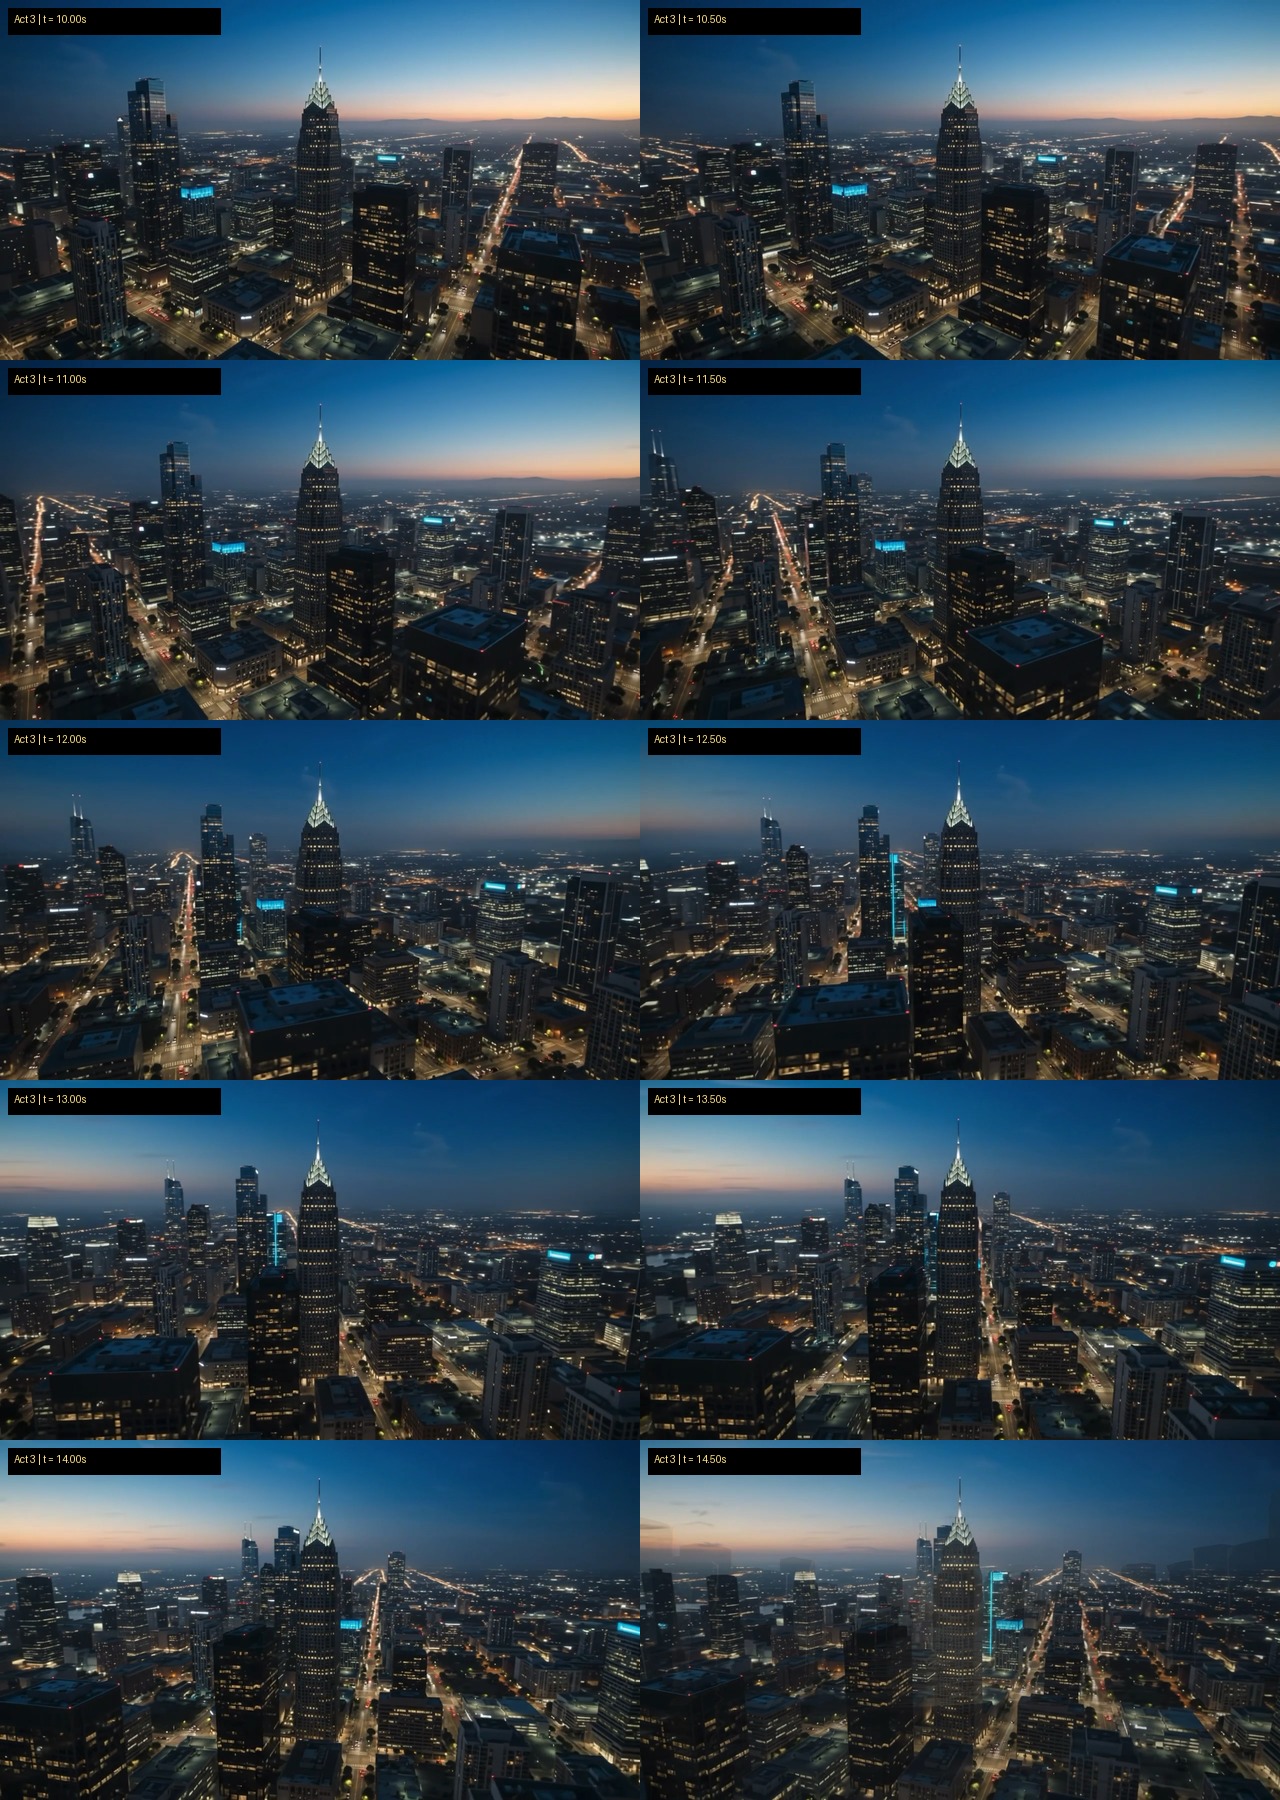 Act 3 | t = 10.00s
Act 3 | t = 10.50s
Act 3 | t = 11.00s
Act 3 | t = 11.50s
Act 3 | t = 12.00s
Act 3 | t = 12.50s
Act 3 | t = 13.00s
Act 3 | t = 13.50s
Act 3 | t = 14.00s
Act 3 | t = 14.50s